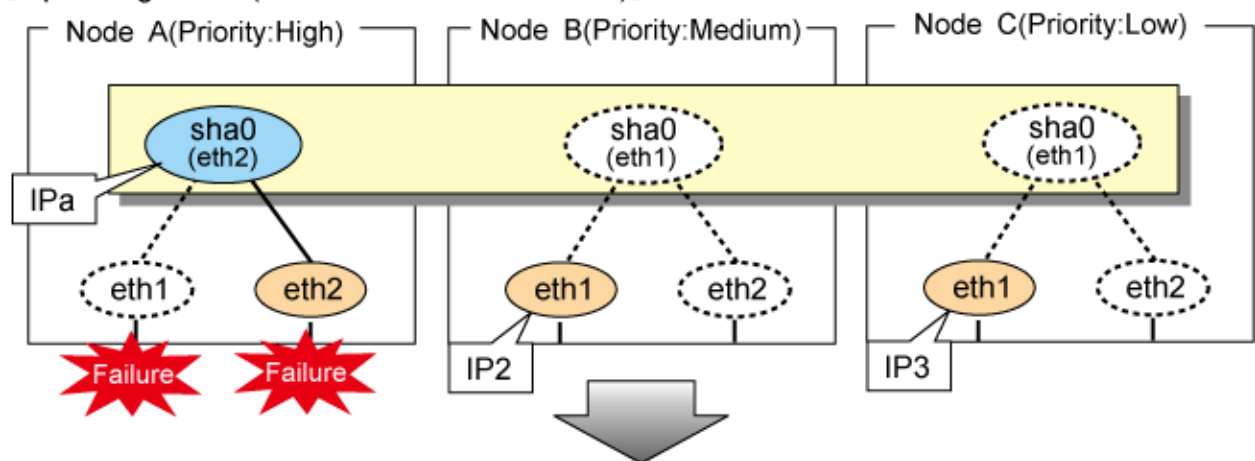 Node A(Priority:High)
Node B(Priority:Medium)
Node C(Priority:Low)
sha0
(eth2)
sha0
(eth1)
sha0
(eth1)
IPa
eth1
eth2
eth1
eth2
eth1
eth2
Failure
Failure
IP2
IP3